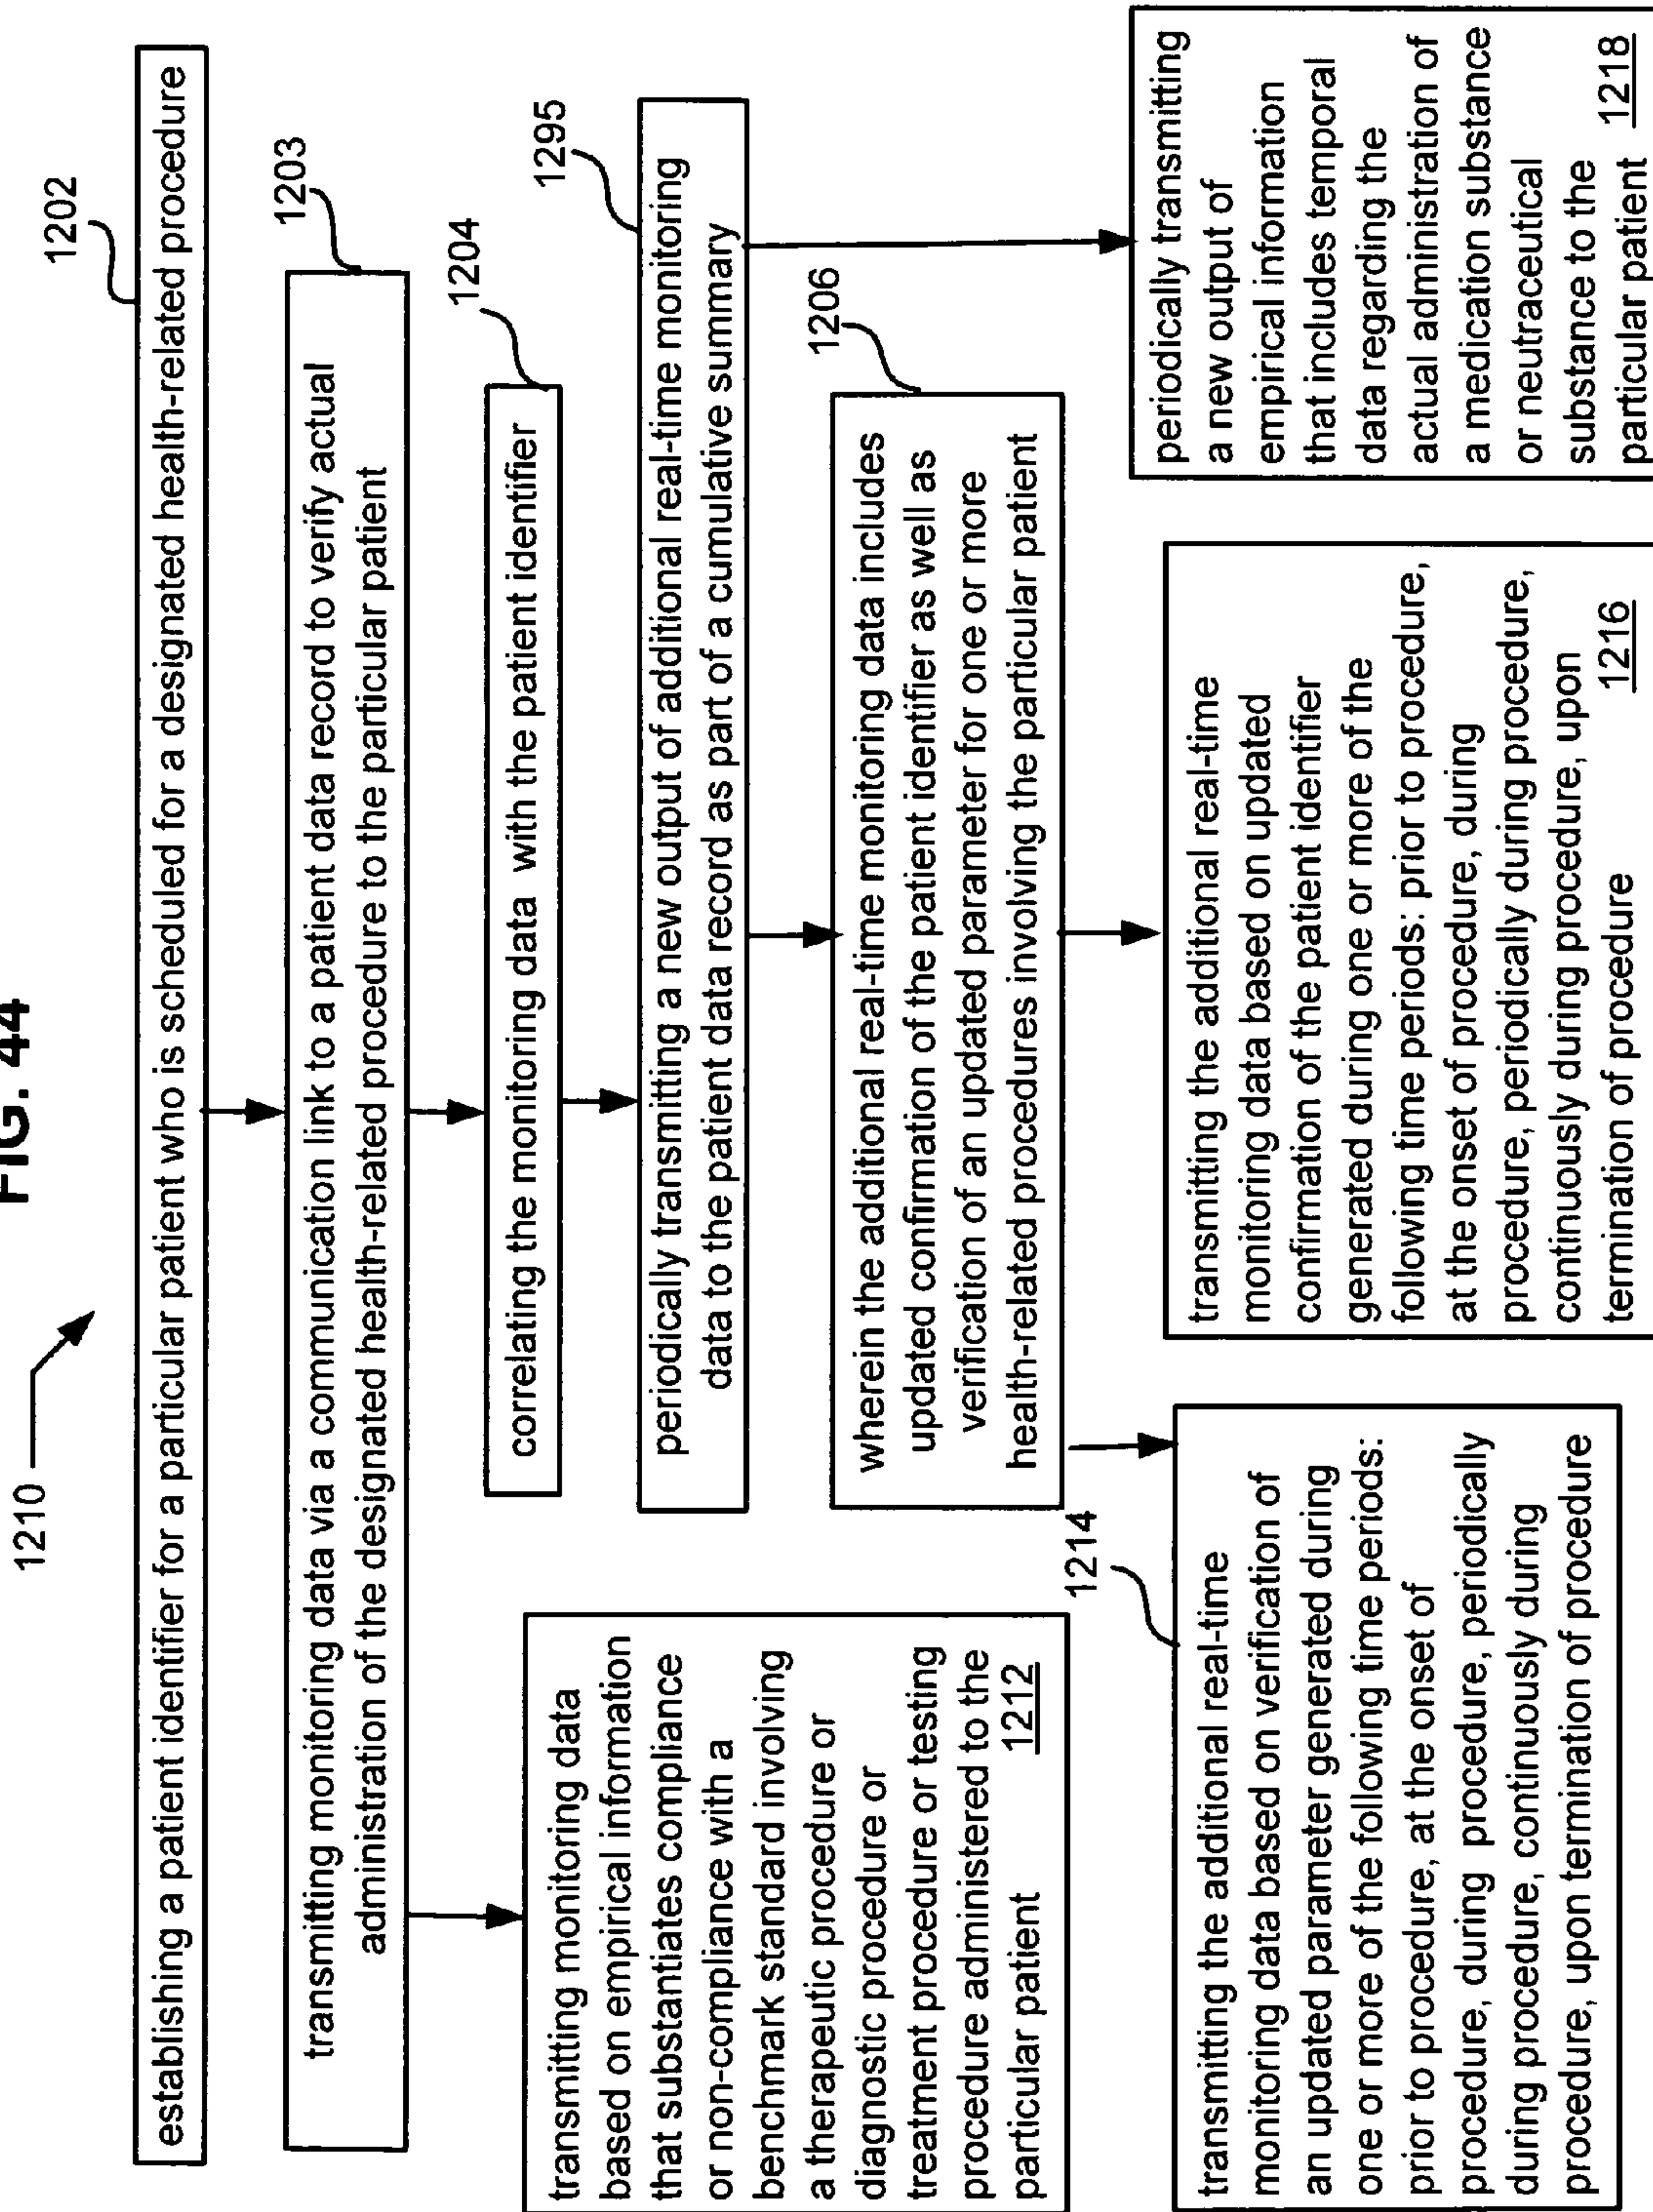 FIG. 44
1210
1202
establishing a patient identifier for a particular patient who is scheduled for a designated health-related procedure
1203
transmitting monitoring data via a communication link to a patient data record to verify actual
administration of the designated health-related procedure to the particular patient
1204
correlating the monitoring data with the patient identifier
1295
periodically transmitting a new output of additional real-time monitoring
data to the patient data record as part of a cumulative summary
1206
wherein the additional real-time monitoring data includes
updated confirmation of the patient identifier as well as
verification of an updated parameter for one or more
health-related procedures involving the particular patient
transmitting monitoring data
based on empirical information
that substantiates compliance
or non-compliance with a
benchmark standard involving
a therapeutic procedure or
diagnostic procedure or
treatment procedure or testing
procedure administered to the
particular patient 1212
1214
transmitting the additional real-time
monitoring data based on verification of
an updated parameter generated during
one or more of the following time periods:
prior to procedure, at the onset of
procedure, during procedure, periodically
during procedure, continuously during
procedure, upon termination of procedure
transmitting the additional real-time
monitoring data based on updated
confirmation of the patient identifier
generated during one or more of the
following time periods: prior to procedure,
at the onset of procedure, during
procedure, periodically during procedure,
continuously during procedure, upon
termination of procedure 1216
periodically transmitting
a new output of
empirical information
that includes temporal
data regarding the
actual administration of
a medication substance
or neutraceutical
substance to the
particular patient 1218